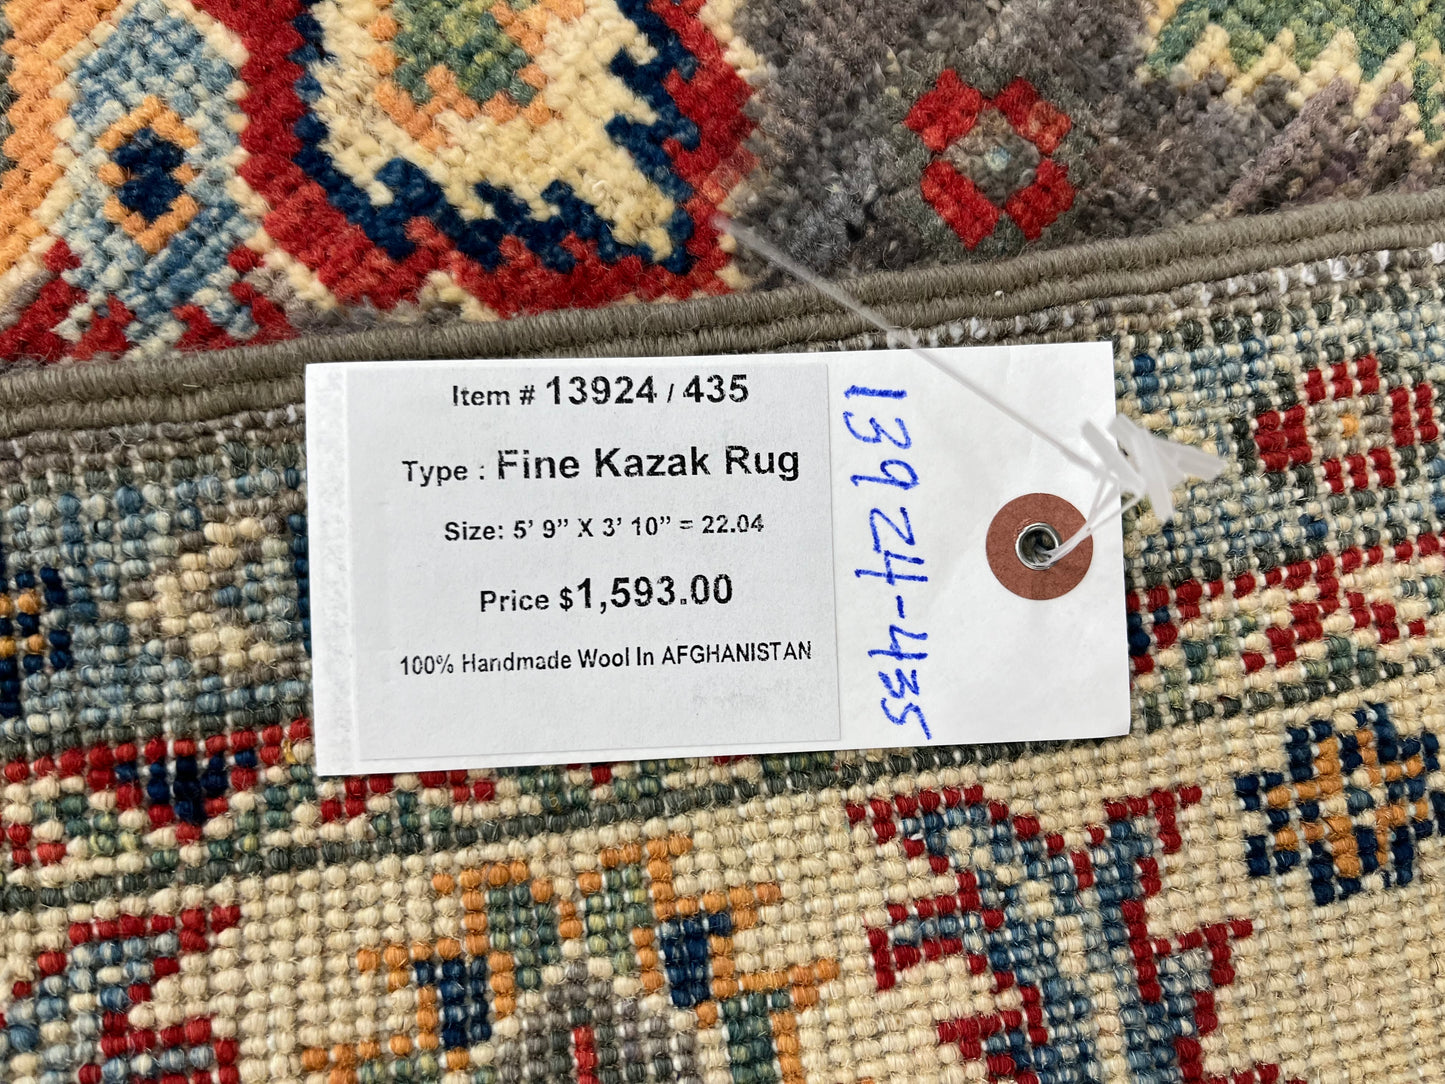 Item # 13924 / 435
Type : Fine Kazak Rug
Size: 5’ 9” X 3’ 10” = 22.04
Price $1,593.00
100% Handmade Wool In AFGHANISTAN
13924-435